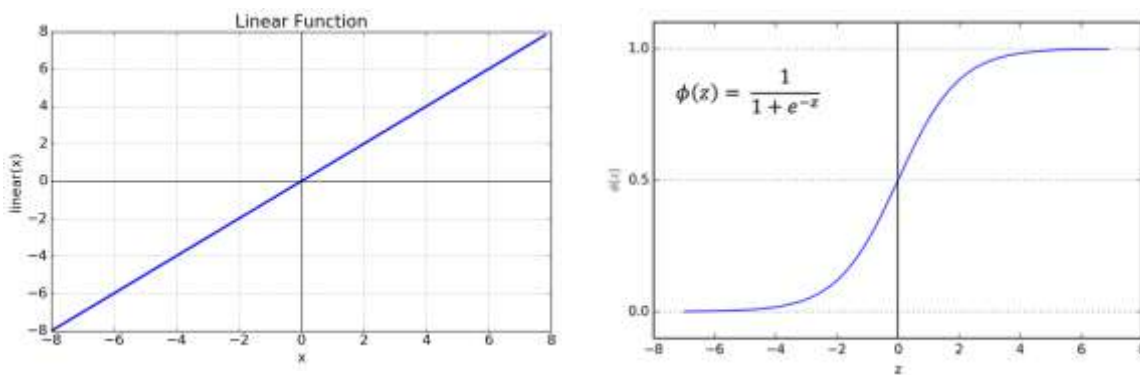 Linear Function
8
6
4
2
0
−2
−4
−6
−8
linear(x)
−8 −6 −4 −2 0 2 4 6 8
x
1.0
0.5
0.0
ϕ(z) = 1 / (1 + e^−z)
ϕ(z)
−8 −6 −4 −2 0 2 4 6 8
z